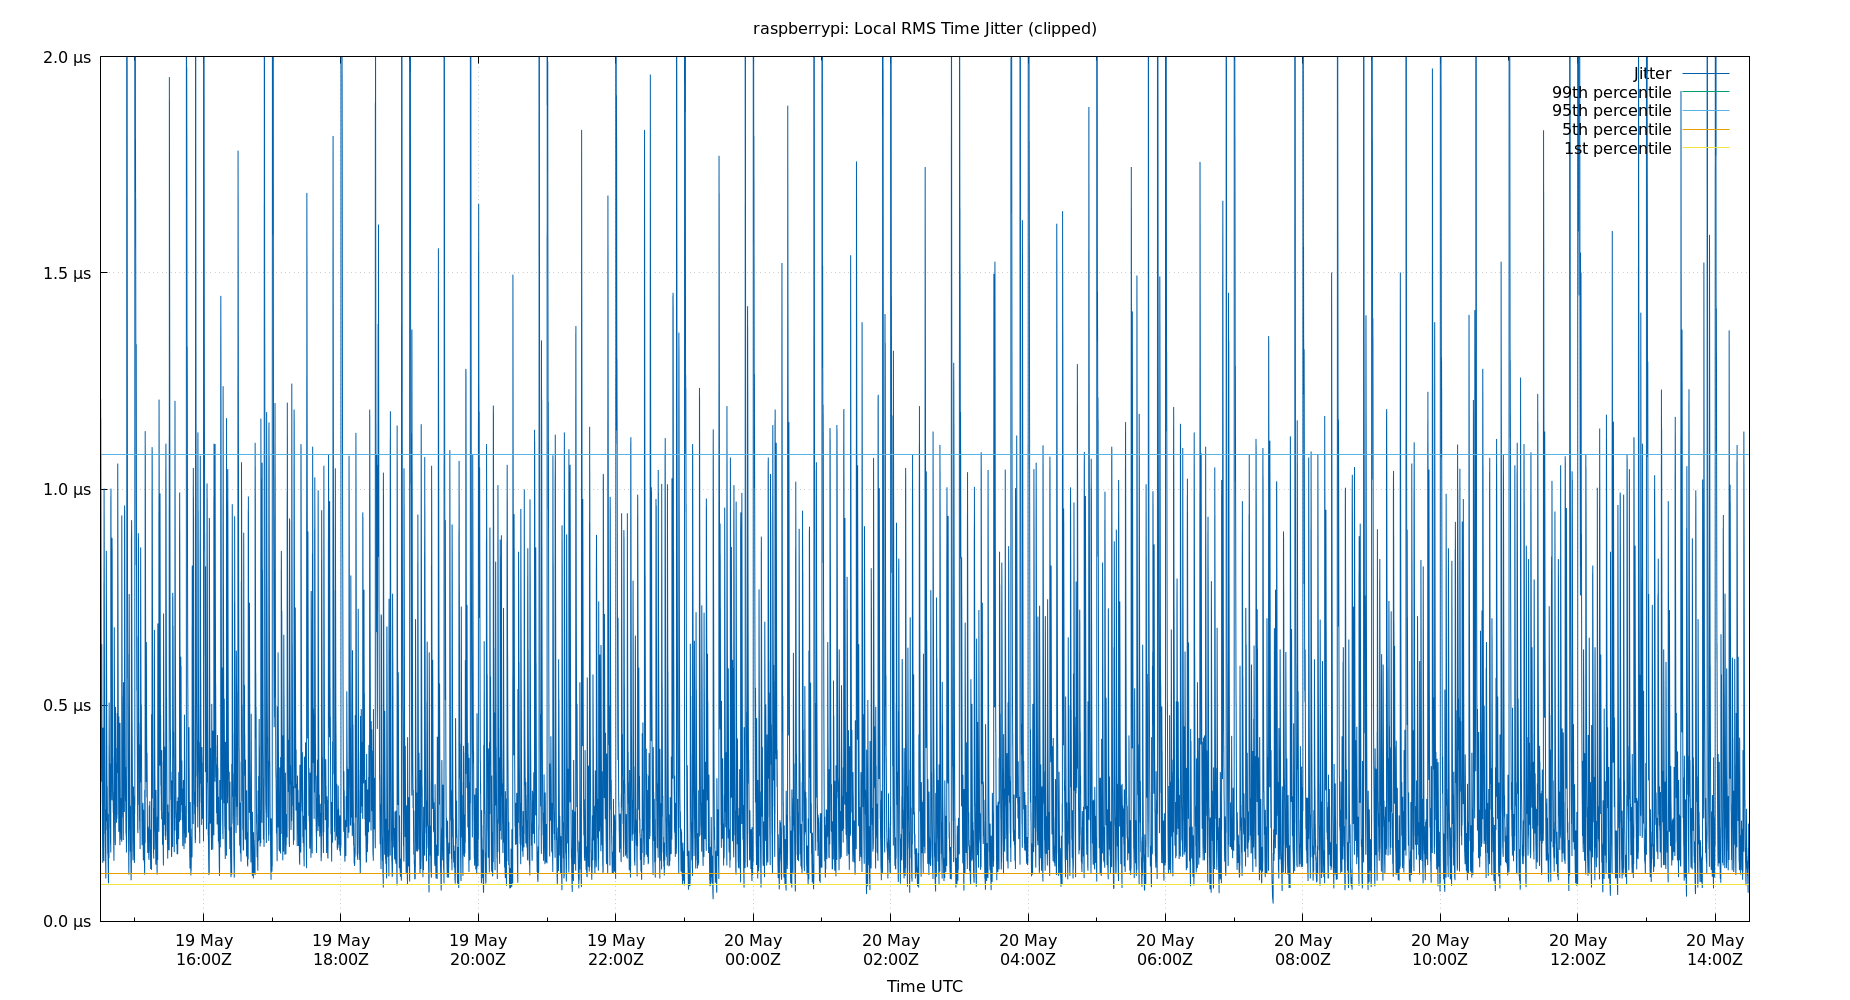 raspberrypi: Local RMS Time Jitter (clipped)
2.0 µs
1.5 µs
1.0 µs
0.5 µs
0.0 µs
Jitter
99th percentile
95th percentile
5th percentile
1st percentile
19 May 19 May 19 May 19 May 20 May 20 May 20 May 20 May 20 May 20 May 20 May 20 May
16:00Z 18:00Z 20:00Z 22:00Z 00:00Z 02:00Z 04:00Z 06:00Z 08:00Z 10:00Z 12:00Z 14:00Z
Time UTC